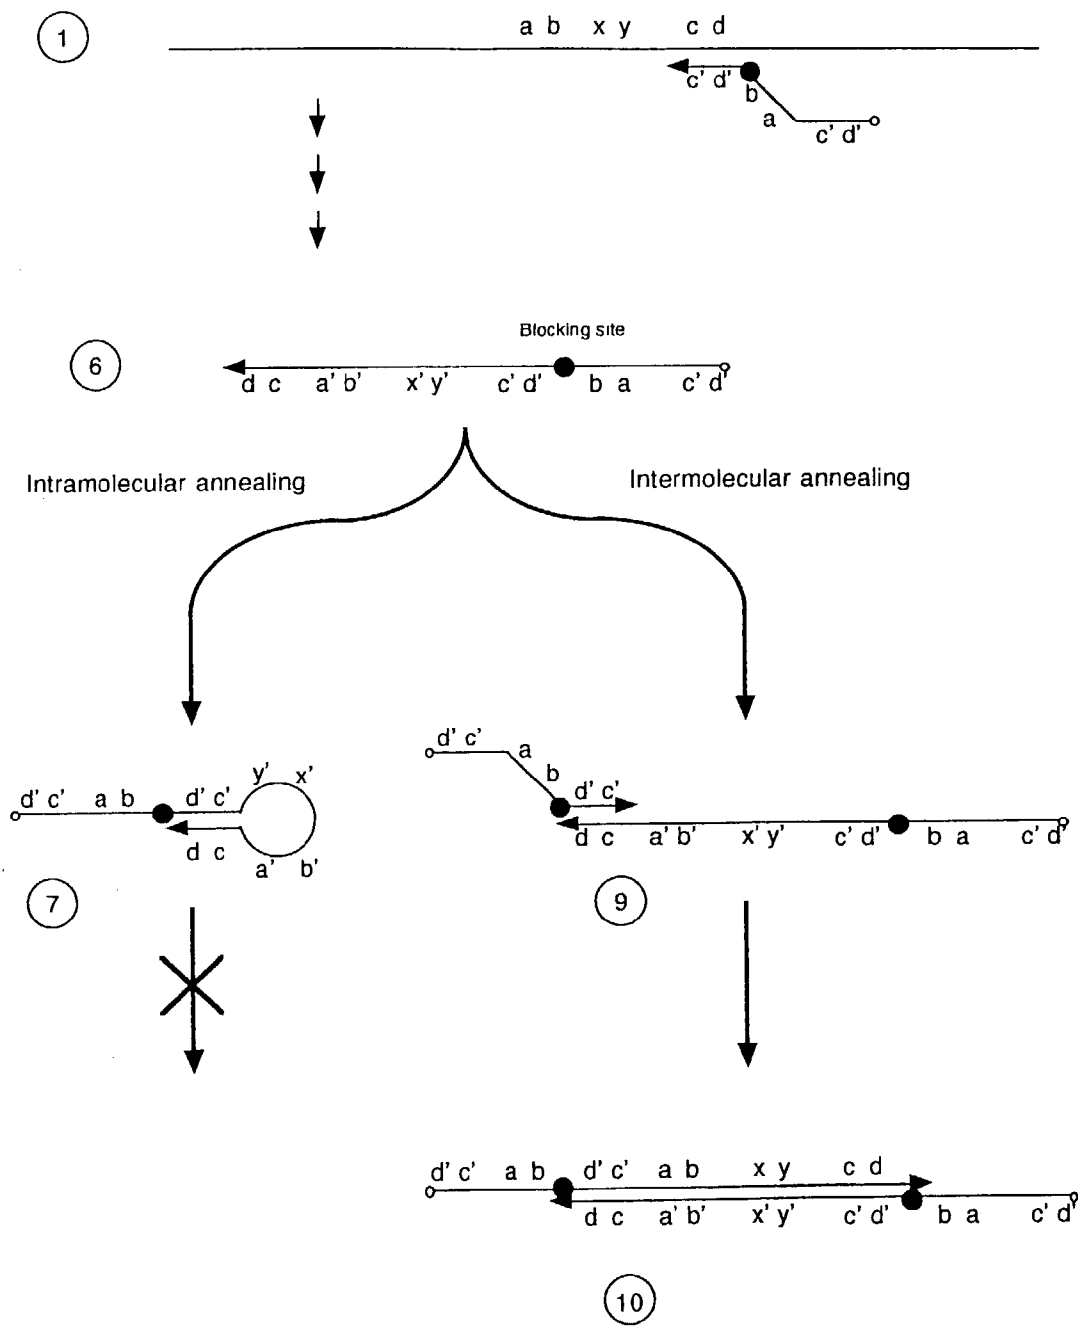 a b x y c d
1
c' d'
b
a
c' d'
Blocking site
6
d c a' b' x' y' c' d' b a c' d'
Intramolecular annealing
Intermolecular annealing
d' c'
a
b
d' c'
y' x'
d' c' a b d' c'
d c
a' b'
d c a' b' x' y' c' d' b a c' d'
7
9
d' c' a b d' c' a b x y c d
d c a' b' x' y' c' d' b a c' d'
10